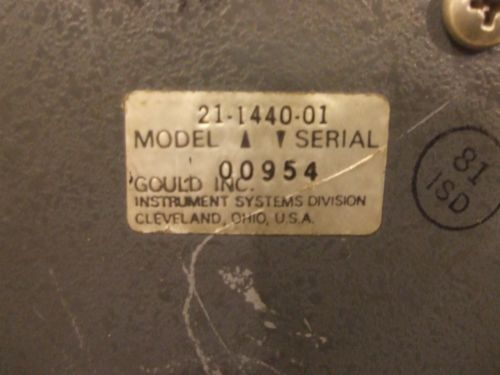 21-1440-01
MODEL ▲ ▼ SERIAL
00954
GOULD INC.
INSTRUMENT SYSTEMS DIVISION
CLEVELAND, OHIO, U.S.A.
81
ISD